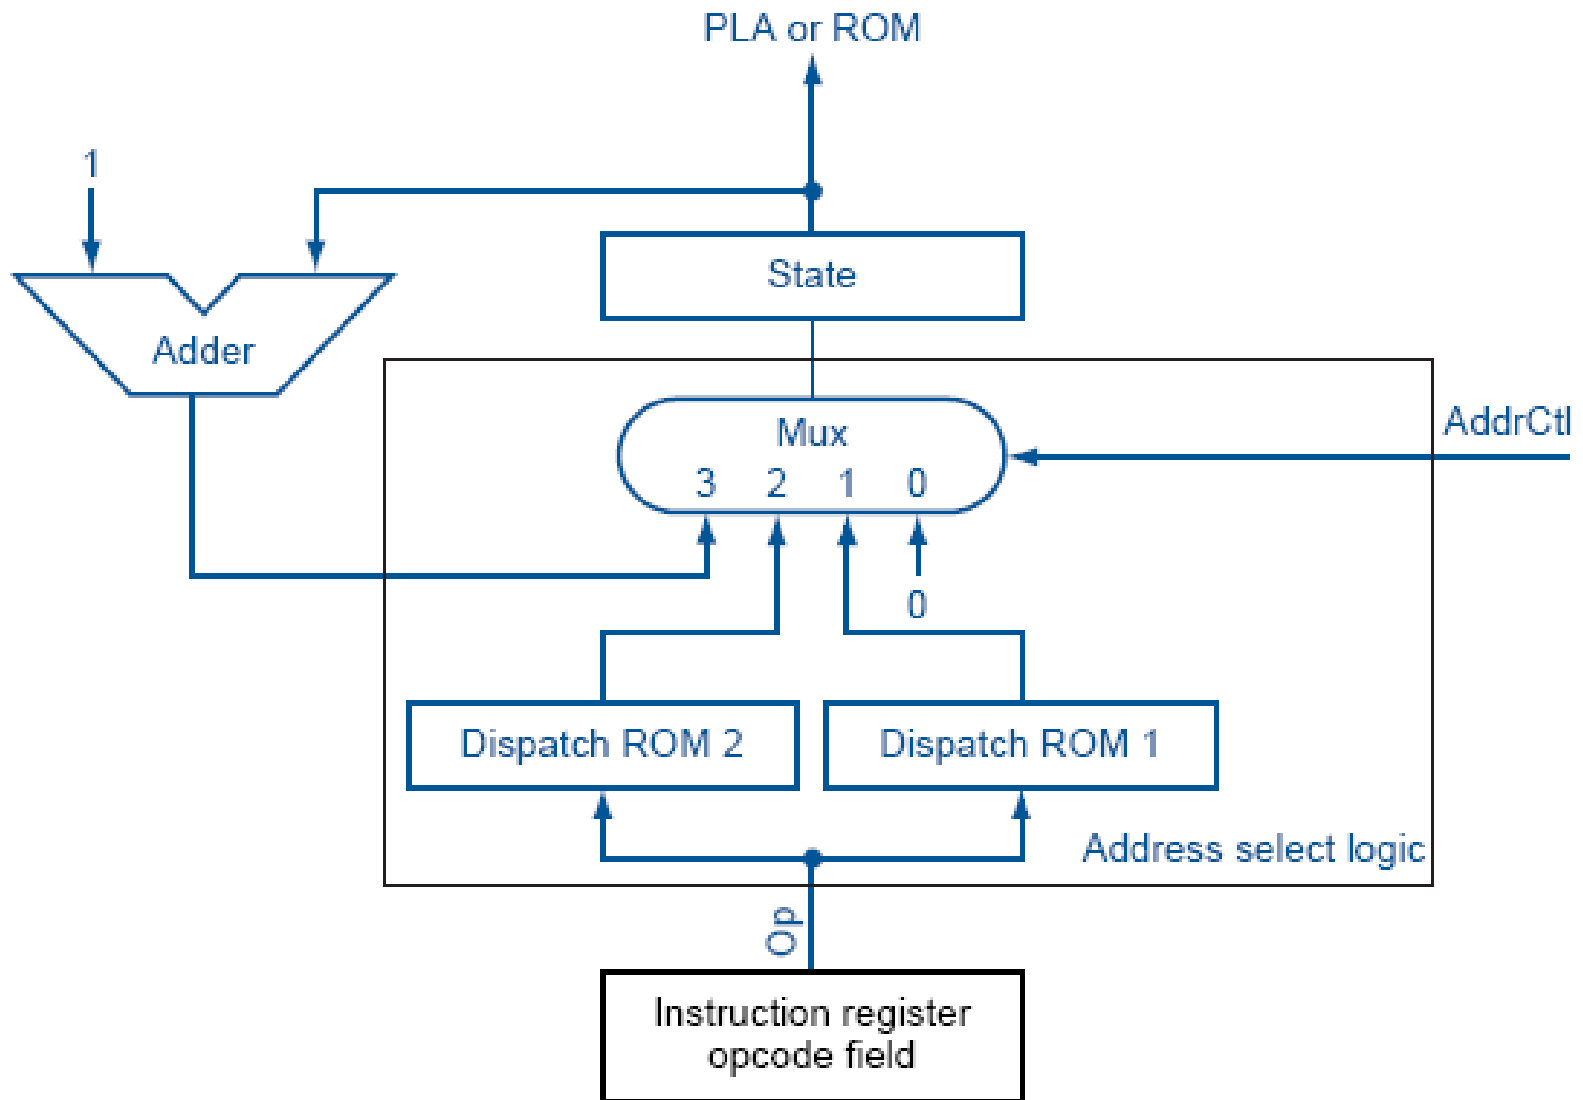 PLA or ROM
1
State
Adder
Mux
AddrCtl
3 2 1 0
0
Dispatch ROM 2
Dispatch ROM 1
Address select logic
Op
Instruction register
opcode field